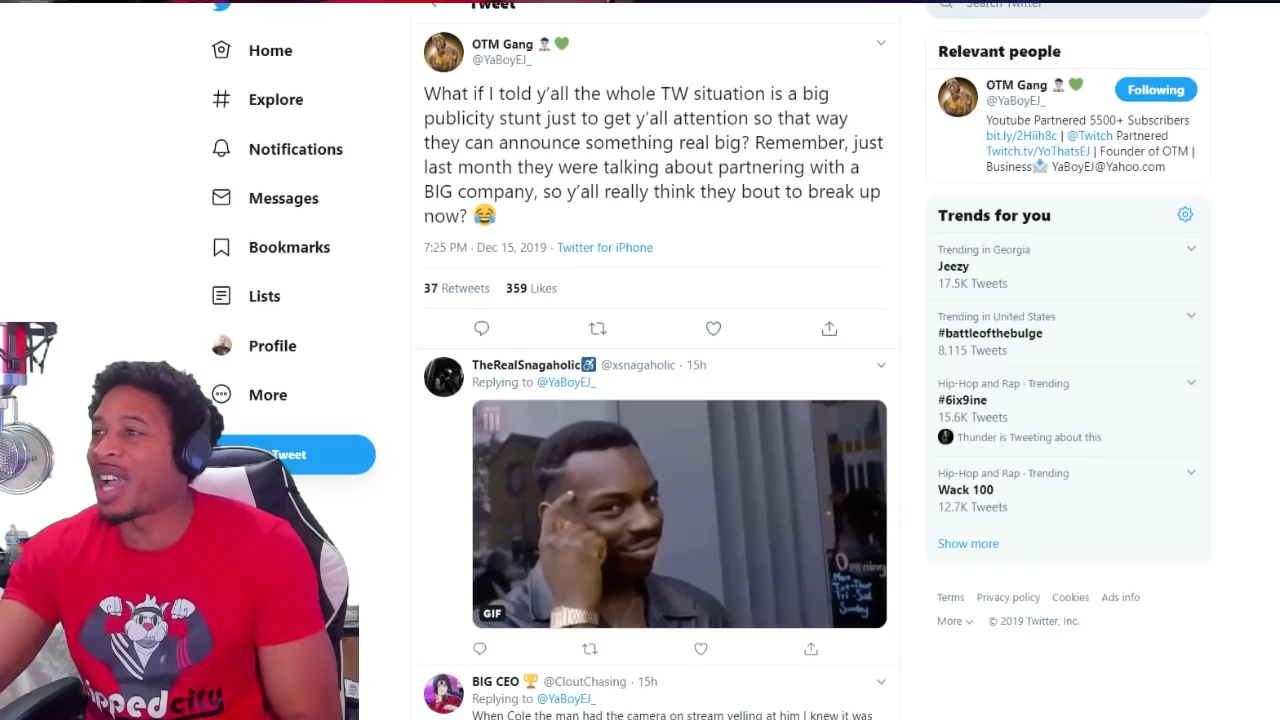 Tweet
Search Twitter
Home
Explore
Notifications
Messages
Bookmarks
Lists
Profile
More
Tweet
OTM Gang
@YaBoyEJ_
What if I told y'all the whole TW situation is a big
publicity stunt just to get y'all attention so that way
they can announce something real big? Remember, just
last month they were talking about partnering with a
BIG company, so y'all really think they bout to break up
now? 😂
7:25 PM · Dec 15, 2019 · Twitter for iPhone
37 Retweets 359 Likes
TheRealSnagaholic @xsnagaholic · 15h
Replying to @YaBoyEJ_
Opening
Mon
Tue-Thur
Fri-Sat
Sunday
GIF
BIG CEO 🏆 @CloutChasing · 15h
Replying to @YaBoyEJ_
When Cole the man had the camera on stream yelling at him I knew it was
Relevant people
OTM Gang
@YaBoyEJ_
Following
Youtube Partnered 5500+ Subscribers
bit.ly/2Hiih8c | @Twitch Partnered
Twitch.tv/YoThatsEJ | Founder of OTM |
Business📩 YaBoyEJ@Yahoo.com
Trends for you
Trending in Georgia
Jeezy
17.5K Tweets
Trending in United States
#battleofthebulge
8,115 Tweets
Hip-Hop and Rap · Trending
#6ix9ine
15.6K Tweets
Thunder is Tweeting about this
Hip-Hop and Rap · Trending
Wack 100
12.7K Tweets
Show more
Terms Privacy policy Cookies Ads info
More © 2019 Twitter, Inc.